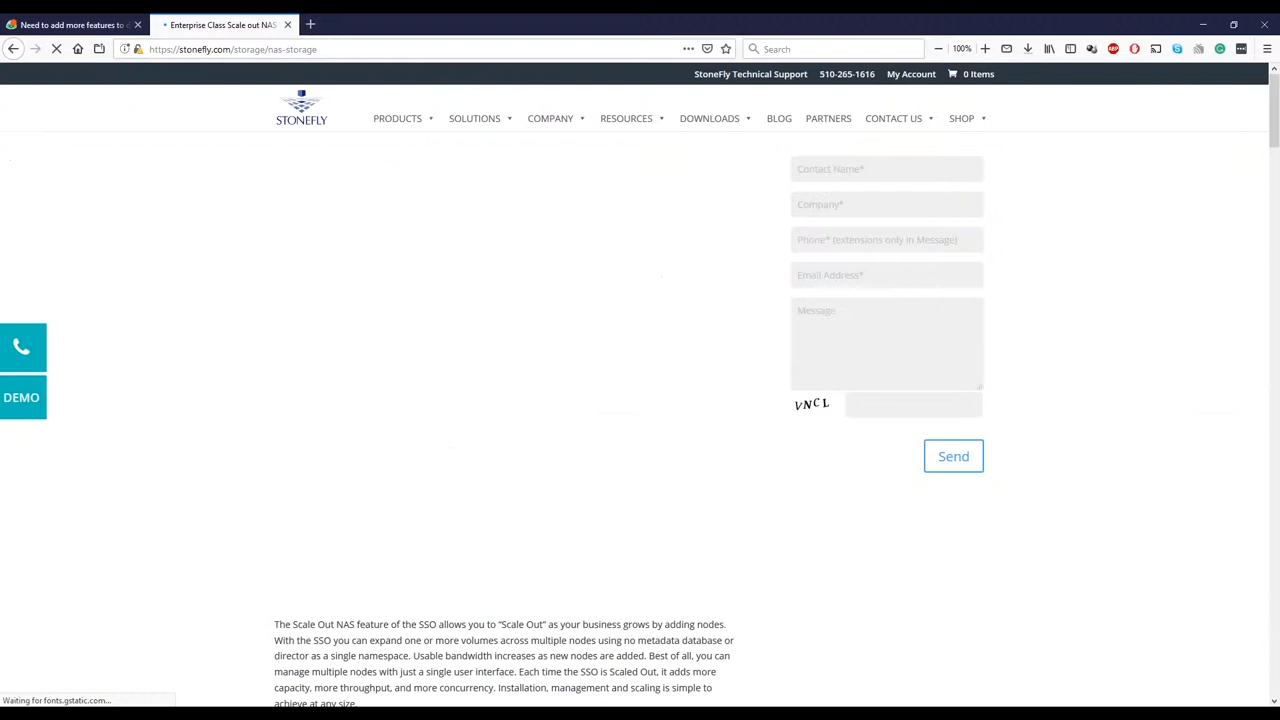 Need to add more features to d
Enterprise Class Scale out NAS
https://stonefly.com/storage/nas-storage
Search
100%
StoneFly Technical Support 510-265-1616 My Account 0 Items
STONEFLY
PRODUCTS SOLUTIONS COMPANY RESOURCES DOWNLOADS BLOG PARTNERS CONTACT US SHOP
Contact Name*
Company*
Phone* (extensions only in Message)
Email Address*
Message
DEMO
VNCL
Send
The Scale Out NAS feature of the SSO allows you to “Scale Out” as your business grows by adding nodes.
With the SSO you can expand one or more volumes across multiple nodes using no metadata database or
director as a single namespace. Usable bandwidth increases as new nodes are added. Best of all, you can
manage multiple nodes with just a single user interface. Each time the SSO is Scaled Out, it adds more
capacity, more throughput, and more concurrency. Installation, management and scaling is simple to
achieve at any size.
Waiting for fonts.gstatic.com...